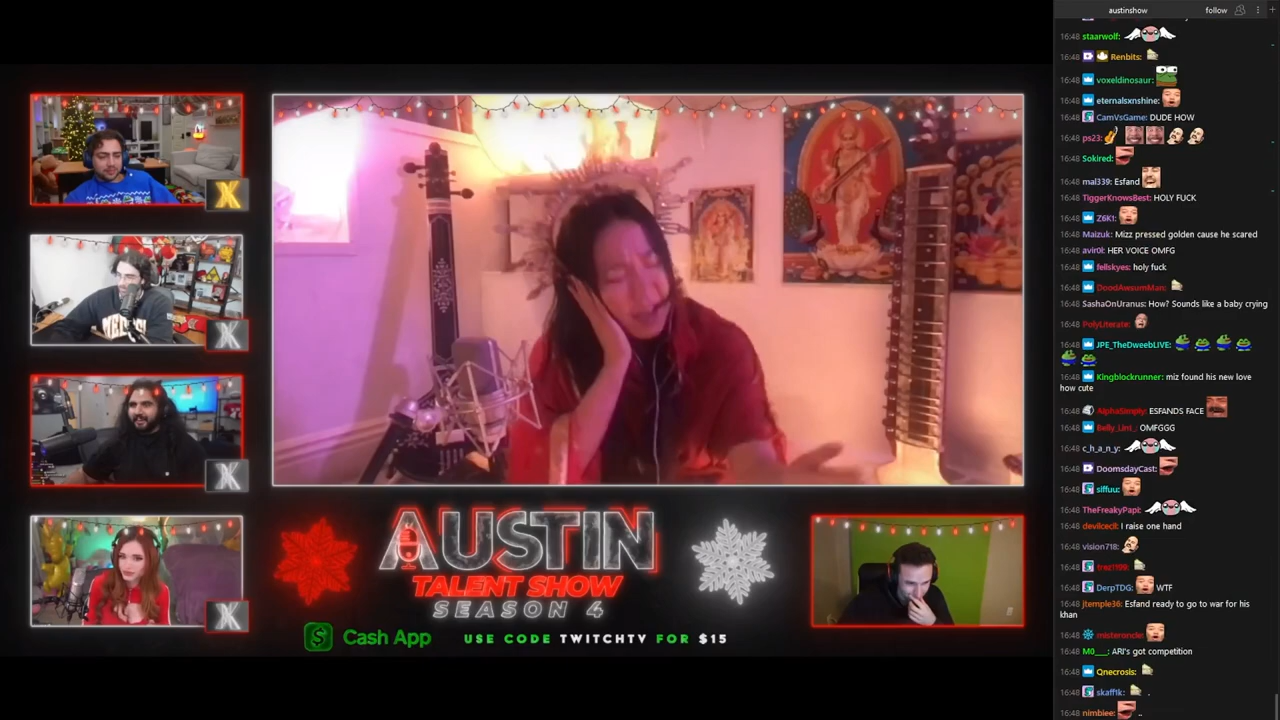 austinshow
follow
16:48 staarwolf:
16:48 Renbits:
16:48 voxeldinosaur:
16:48 eternalsxnshine:
16:48 CamVsGame: DUDE HOW
16:48 ps23:
16:48 Sokired:
16:48 mal339: Esfand
16:48 TiggerKnowsBest: HOLY FUCK
16:48 Z6K1:
16:48 Maizuk: Mizz pressed golden cause he scared
16:48 avir0l: HER VOICE OMFG
16:48 fellskyes: holy fuck
16:48 DoodAwsumMan:
16:48 SashaOnUranus: How? Sounds like a baby crying
16:48 PolyLiterate:
16:48 JPE_TheDweebLIVE:
16:48 Kingblockrunner: miz found his new love
how cute
16:48 AlphaSimply: ESFANDS FACE
16:48 OMFGGG
16:48 c_h_a_n_y:
16:48 DoomsdayCast:
16:48 siffuu:
16:48 TheFreakyPapi:
16:48 devilcecil: I raise one hand
16:48 vision718:
16:48 trez1199:
16:48 DerpTDG: WTF
16:48 jtemple36: Esfand ready to go to war for his
khan
16:48 misteroncle:
16:48 M0___: ARI's got competition
16:48 Qnecrosis:
16:48 skaff1k: .
16:48 nimbiee: ..
X
X
X
X
AUSTIN
TALENT SHOW
SEASON 4
$ Cash App USE CODE TWITCHTV FOR $15